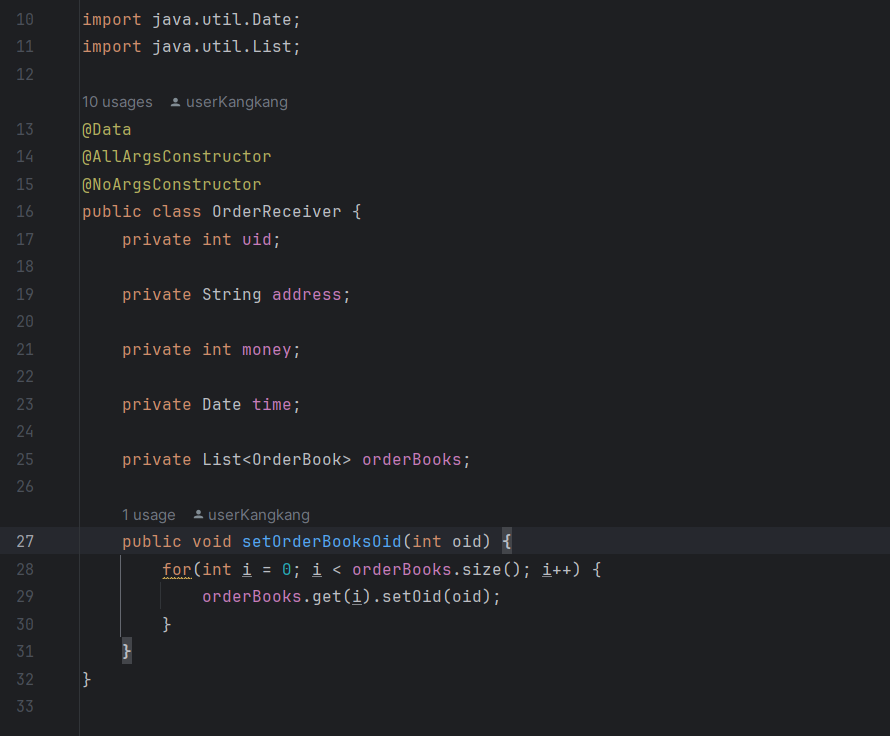 10 import java.util.Date;
11 import java.util.List;
12
10 usages userKangkang
13 @Data
14 @AllArgsConstructor
15 @NoArgsConstructor
16 public class OrderReceiver {
17     private int uid;
18
19     private String address;
20
21     private int money;
22
23     private Date time;
24
25     private List<OrderBook> orderBooks;
26
1 usage userKangkang
27     public void setOrderBooksOid(int oid) {
28         for(int i = 0; i < orderBooks.size(); i++) {
29             orderBooks.get(i).setOid(oid);
30         }
31     }
32 }
33